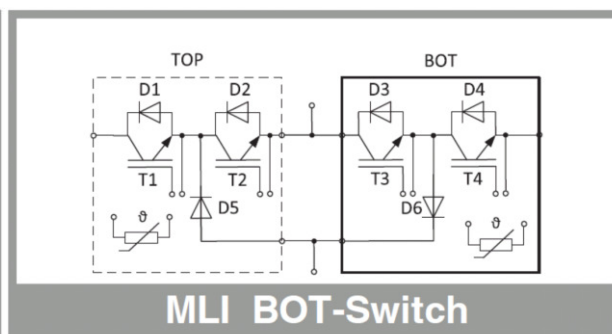 TOP BOT
D1 D2 D3 D4
T1 T2 T3 T4
D5 D6
ϑ ϑ
MLI BOT-Switch